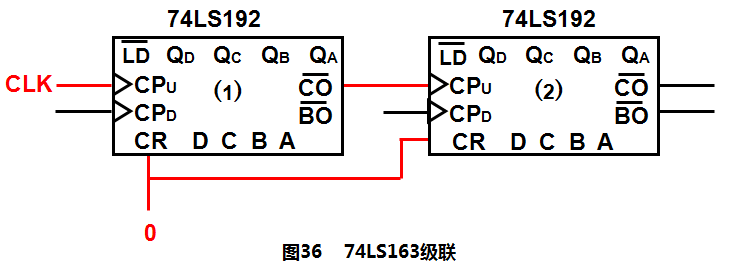 74LS192 74LS192
LD QD QC QB QA LD QD QC QB QA
CLK CPU (1) CO CPU (2) CO
CPD BO CPD BO
CR D C B A CR D C B A
0
图36 74LS163级联